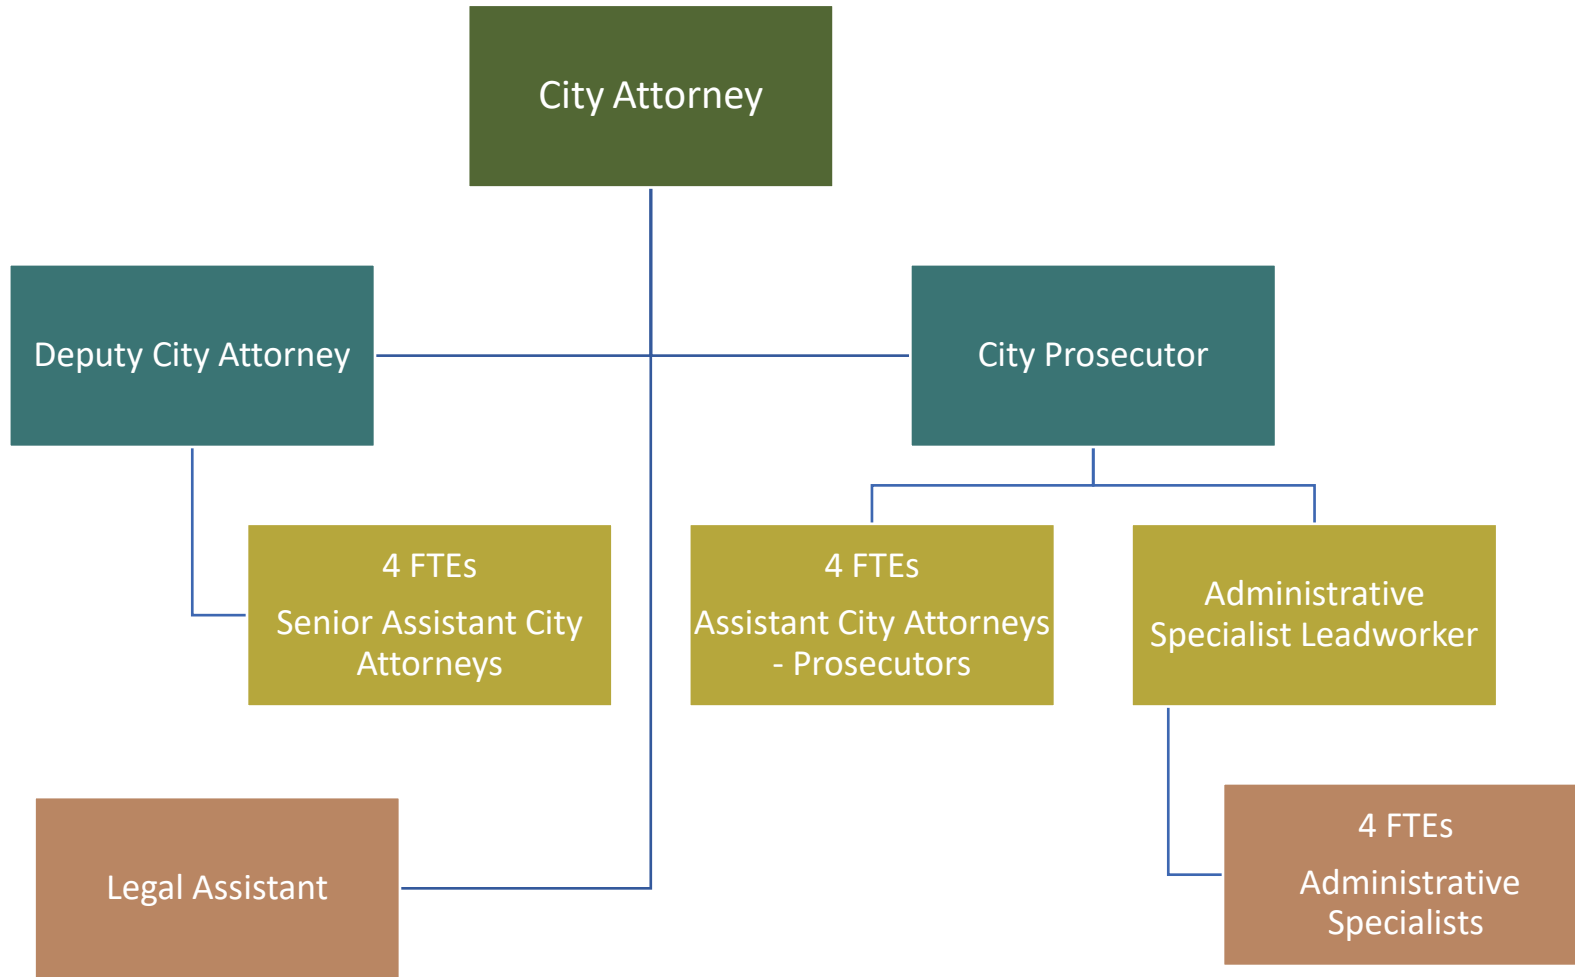 City Attorney
Deputy City Attorney
City Prosecutor
4 FTEs
Senior Assistant City
Attorneys
4 FTEs
Assistant City Attorneys
- Prosecutors
Administrative
Specialist Leadworker
Legal Assistant
4 FTEs
Administrative
Specialists